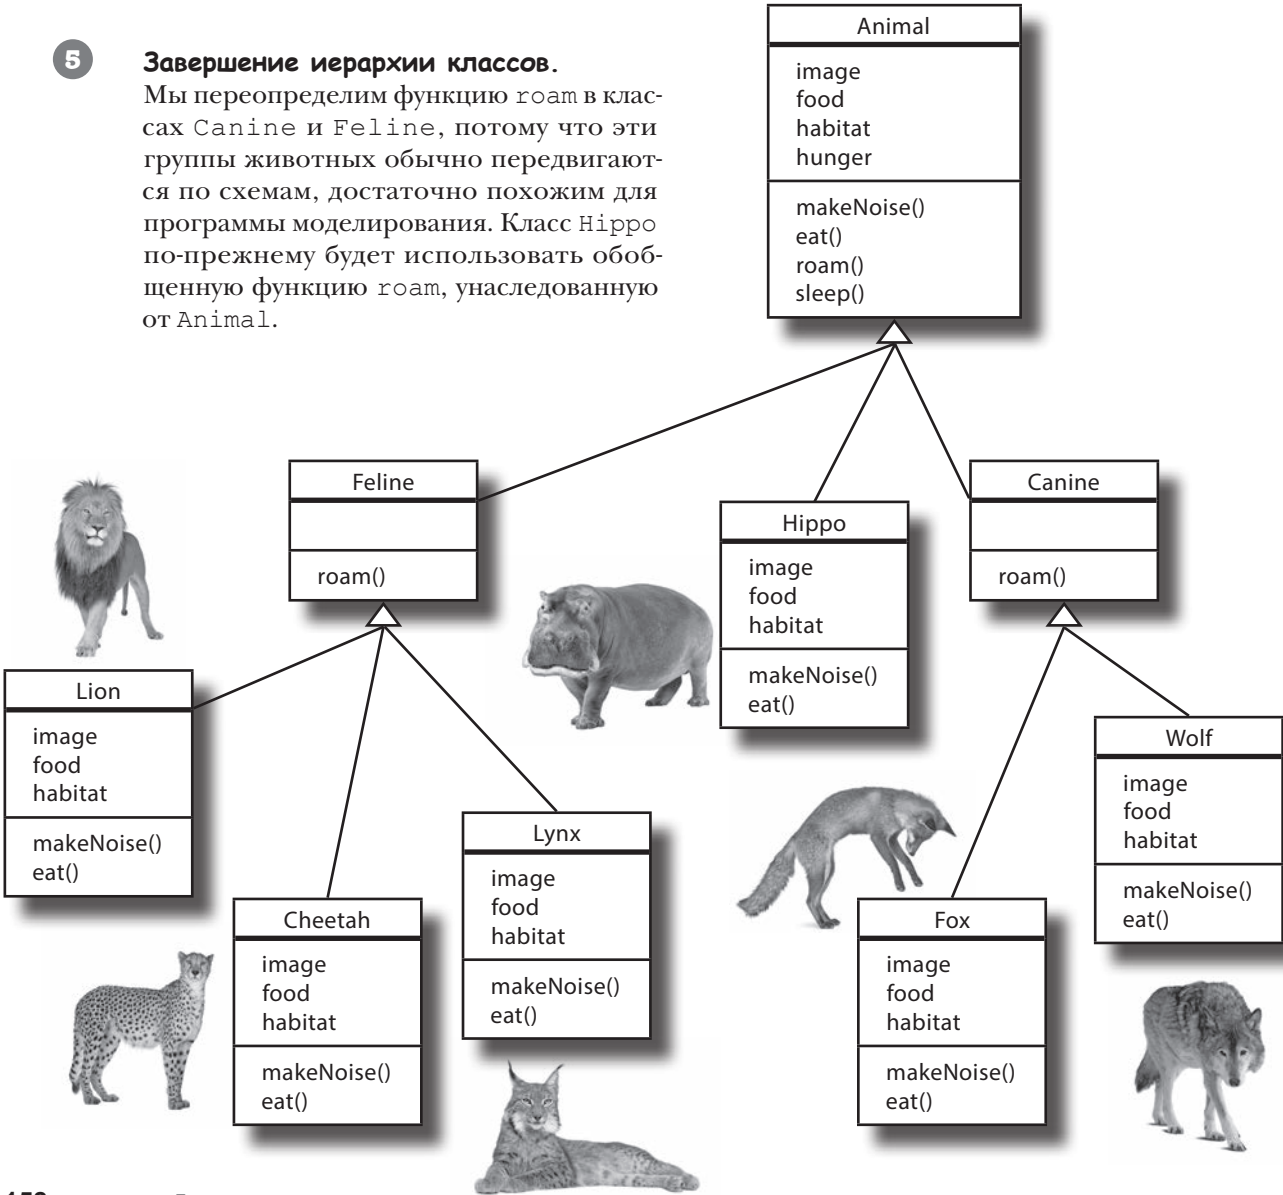 5
Завершение иерархии классов.
Мы переопределим функцию roam в клас-
сах Canine и Feline, потому что эти
группы животных обычно передвигают-
ся по схемам, достаточно похожим для
программы моделирования. Класс Hippo
по-прежнему будет использовать обоб-
щенную функцию roam, унаследованную
от Animal.
Animal
image
food
habitat
hunger
makeNoise()
eat()
roam()
sleep()
Feline
roam()
Hippo
image
food
habitat
makeNoise()
eat()
Canine
roam()
Lion
image
food
habitat
makeNoise()
eat()
Cheetah
image
food
habitat
makeNoise()
eat()
Lynx
image
food
habitat
makeNoise()
eat()
Fox
image
food
habitat
makeNoise()
eat()
Wolf
image
food
habitat
makeNoise()
eat()